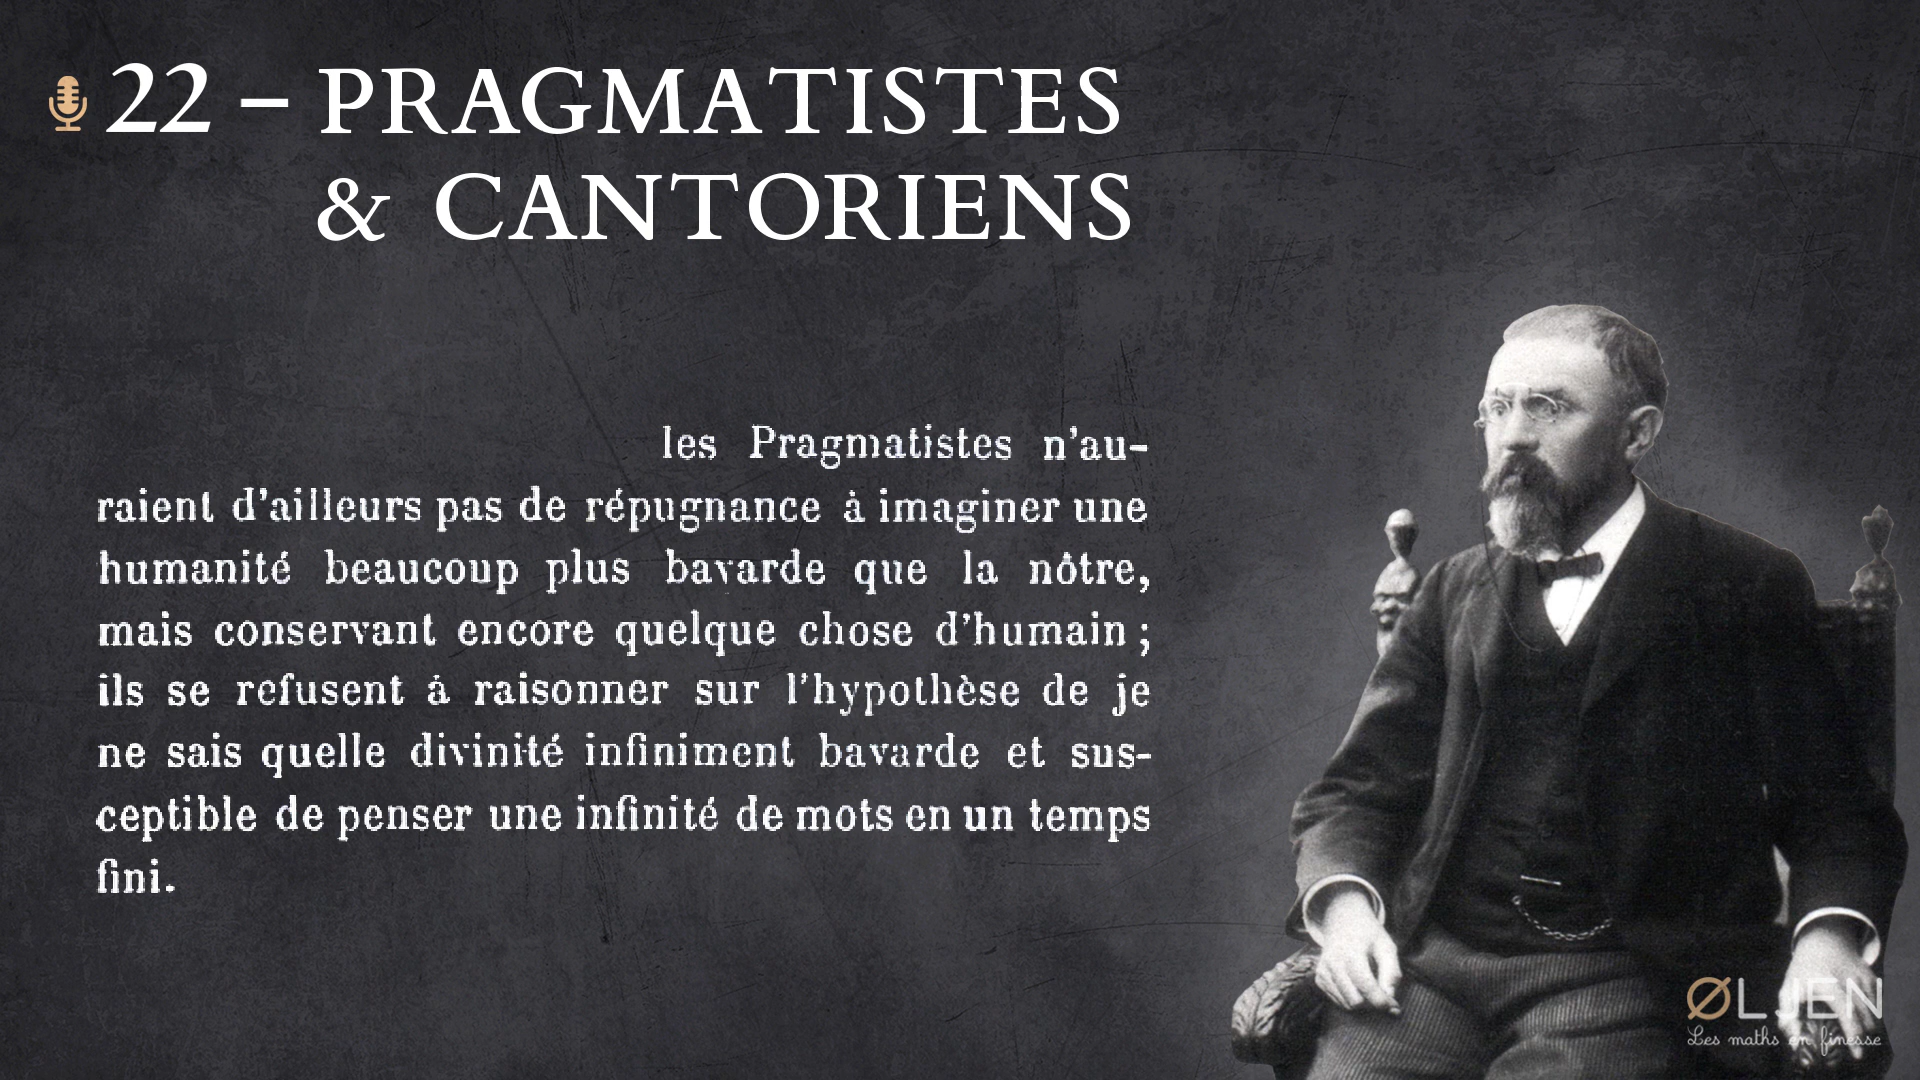 22 – PRAGMATISTES
& CANTORIENS
les Pragmatistes n'au-
raient d'ailleurs pas de répugnance à imaginer une
humanité beaucoup plus bavarde que la nôtre,
mais conservant encore quelque chose d'humain ;
ils se refusent à raisonner sur l'hypothèse de je
ne sais quelle divinité infiniment bavarde et sus-
ceptible de penser une infinité de mots en un temps
fini.
ØLJEN
Les maths en finesse